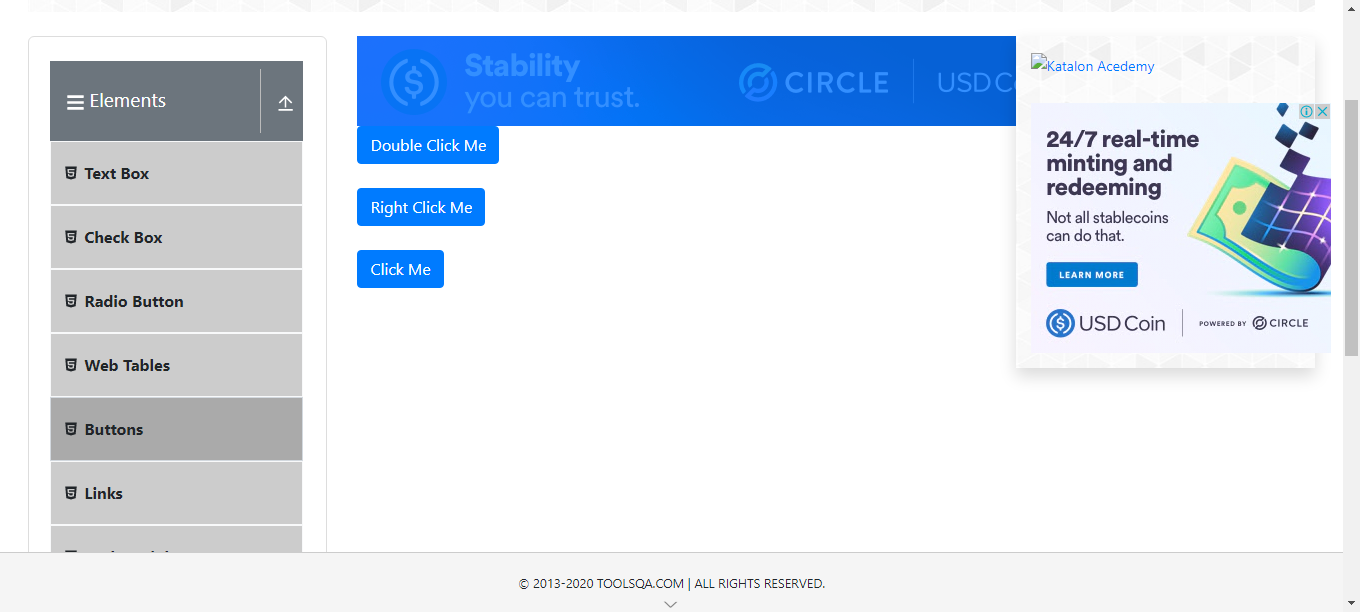 Elements
Text Box
Check Box
Radio Button
Web Tables
Buttons
Links
Stability
you can trust.
CIRCLE
USD C
Double Click Me
Right Click Me
Click Me
Katalon Acedemy
24/7 real-time
minting and
redeeming
Not all stablecoins
can do that.
LEARN MORE
USD Coin
POWERED BY CIRCLE
© 2013-2020 TOOLSQA.COM | ALL RIGHTS RESERVED.